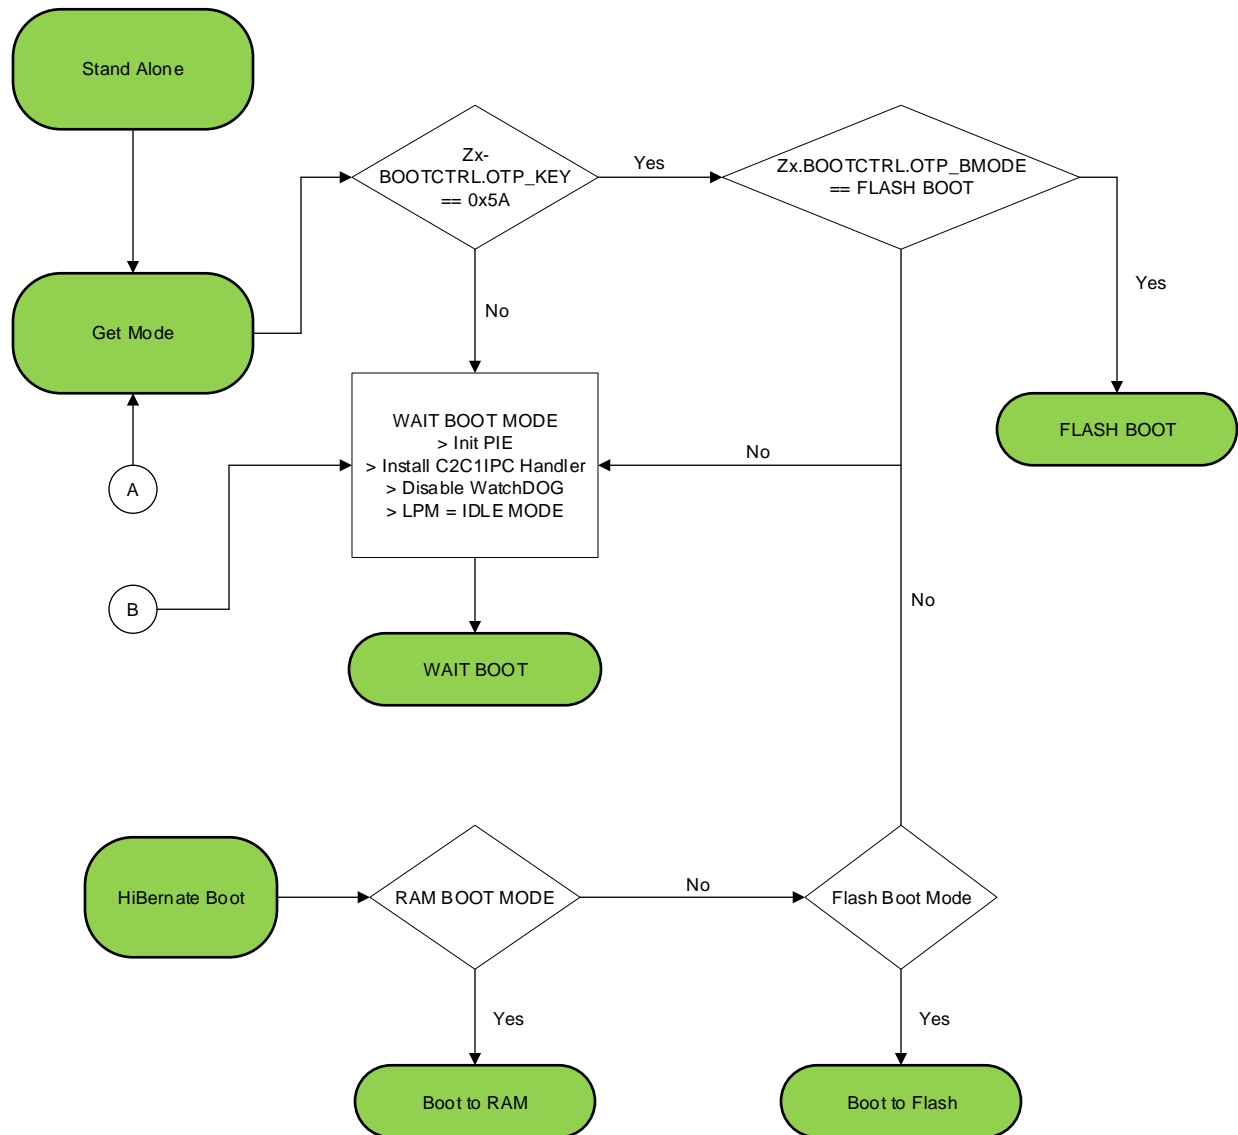 Stand Alone
Zx-
BOOTCTRL.OTP_KEY
== 0x5A
Yes
Zx.BOOTCTRL.OTP_BMODE
== FLASH BOOT
Yes
No
Get Mode
WAIT BOOT MODE
> Init PIE
> Install C2C1IPC Handler
> Disable WatchDOG
> LPM = IDLE MODE
No
FLASH BOOT
A
B
No
WAIT BOOT
HiBernate Boot
RAM BOOT MODE
No
Flash Boot Mode
Yes
Yes
Boot to RAM
Boot to Flash